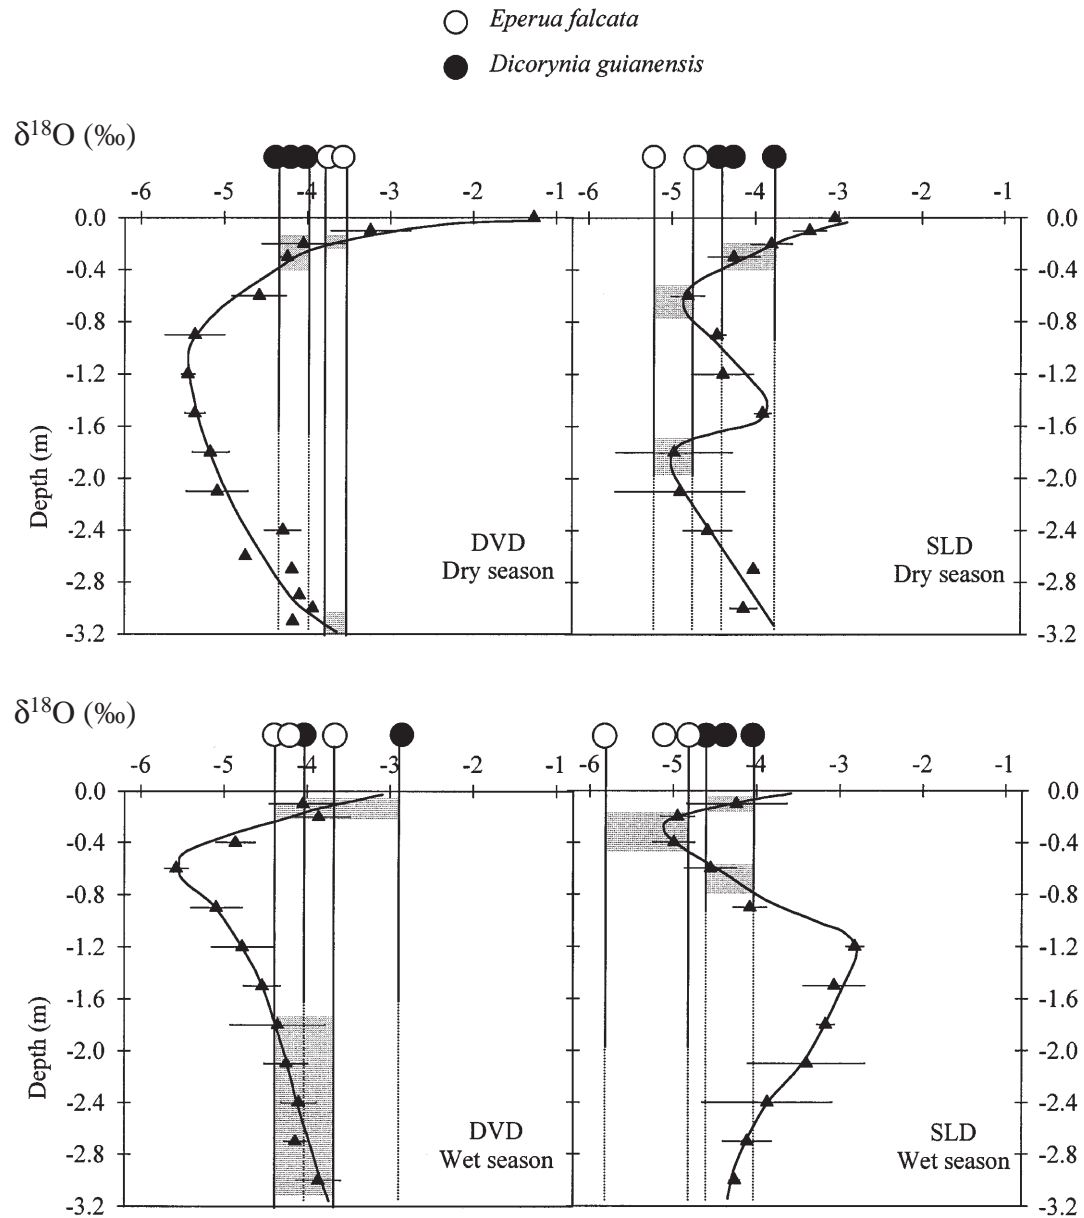 Eperua falcata
Dicorynia guianensis
δ18O (‰)
-6 -5 -4 -3 -2 -1 -6 -5 -4 -3 -2 -1
0.0 0.0
-0.4 -0.4
-0.8 -0.8
-1.2 -1.2
-1.6 -1.6
-2.0 -2.0
-2.4 -2.4
-2.8 -2.8
-3.2 -3.2
Depth (m)
DVD
Dry season
SLD
Dry season
δ18O (‰)
-6 -5 -4 -3 -2 -1 -6 -5 -4 -3 -2 -1
0.0 0.0
-0.4 -0.4
-0.8 -0.8
-1.2 -1.2
-1.6 -1.6
-2.0 -2.0
-2.4 -2.4
-2.8 -2.8
-3.2 -3.2
Depth (m)
DVD
Wet season
SLD
Wet season